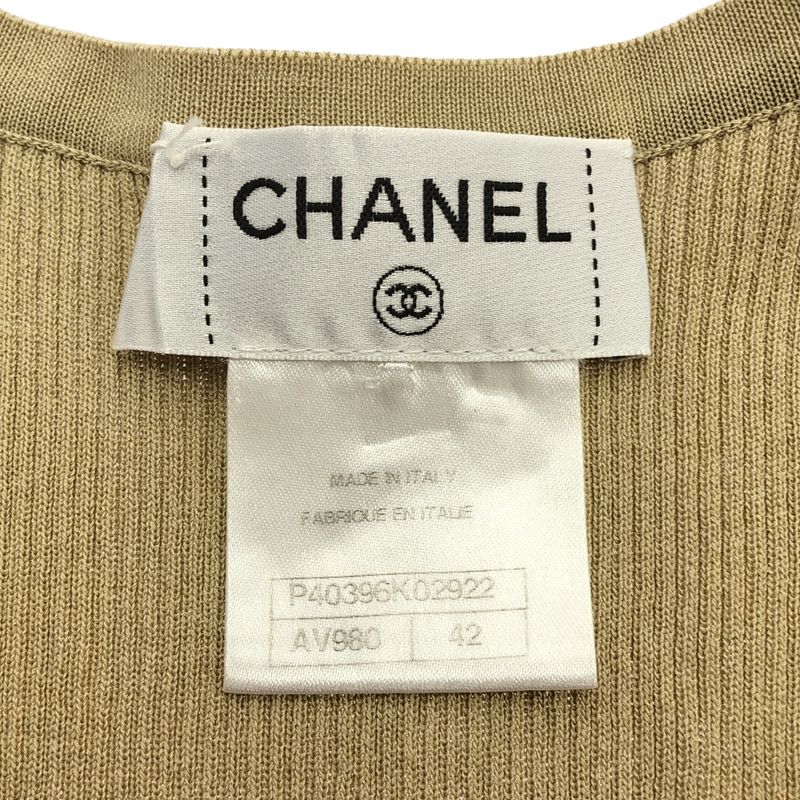 CHANEL
MADE IN ITALY
FABRIQUE EN ITALIE
P40396K02922
AV980 42